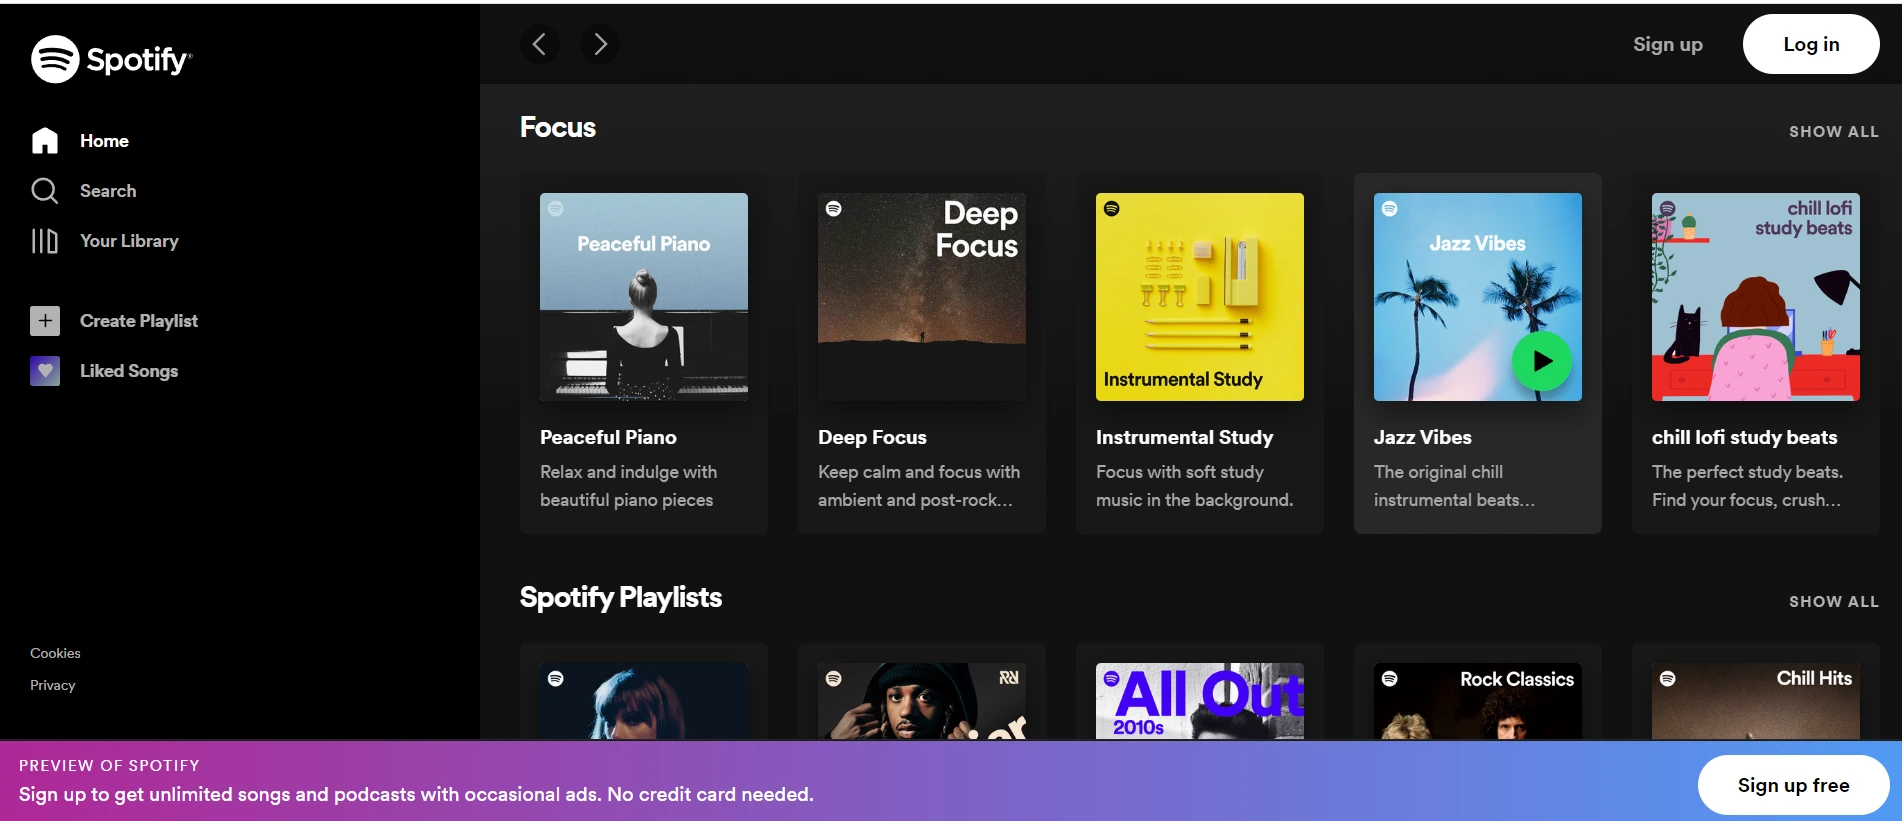 Spotify
Home
Search
Your Library
Create Playlist
Liked Songs
Cookies
Privacy
Sign up
Log in
Focus
SHOW ALL
Peaceful Piano
Deep
Focus
Instrumental Study
Jazz Vibes
chill lofi
study beats
Peaceful Piano
Relax and indulge with
beautiful piano pieces
Deep Focus
Keep calm and focus with
ambient and post-rock...
Instrumental Study
Focus with soft study
music in the background.
Jazz Vibes
The original chill
instrumental beats...
chill lofi study beats
The perfect study beats.
Find your focus, crush...
Spotify Playlists
SHOW ALL
All Out
2010s
Rock Classics
Chill Hits
PREVIEW OF SPOTIFY
Sign up to get unlimited songs and podcasts with occasional ads. No credit card needed.
Sign up free